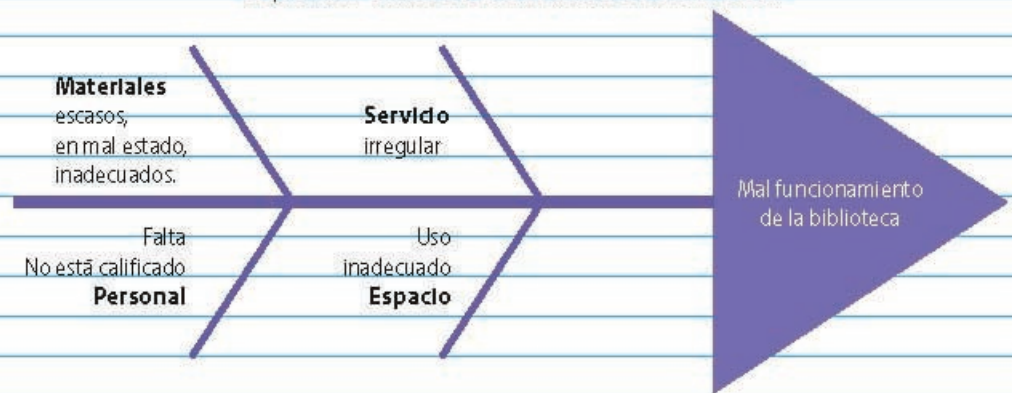 Materiales
escasos,
en mal estado,
inadecuados.
Servicio
irregular
Falta
No está calificado
Personal
Uso
inadecuado
Espacio
Mal funcionamiento
de la biblioteca